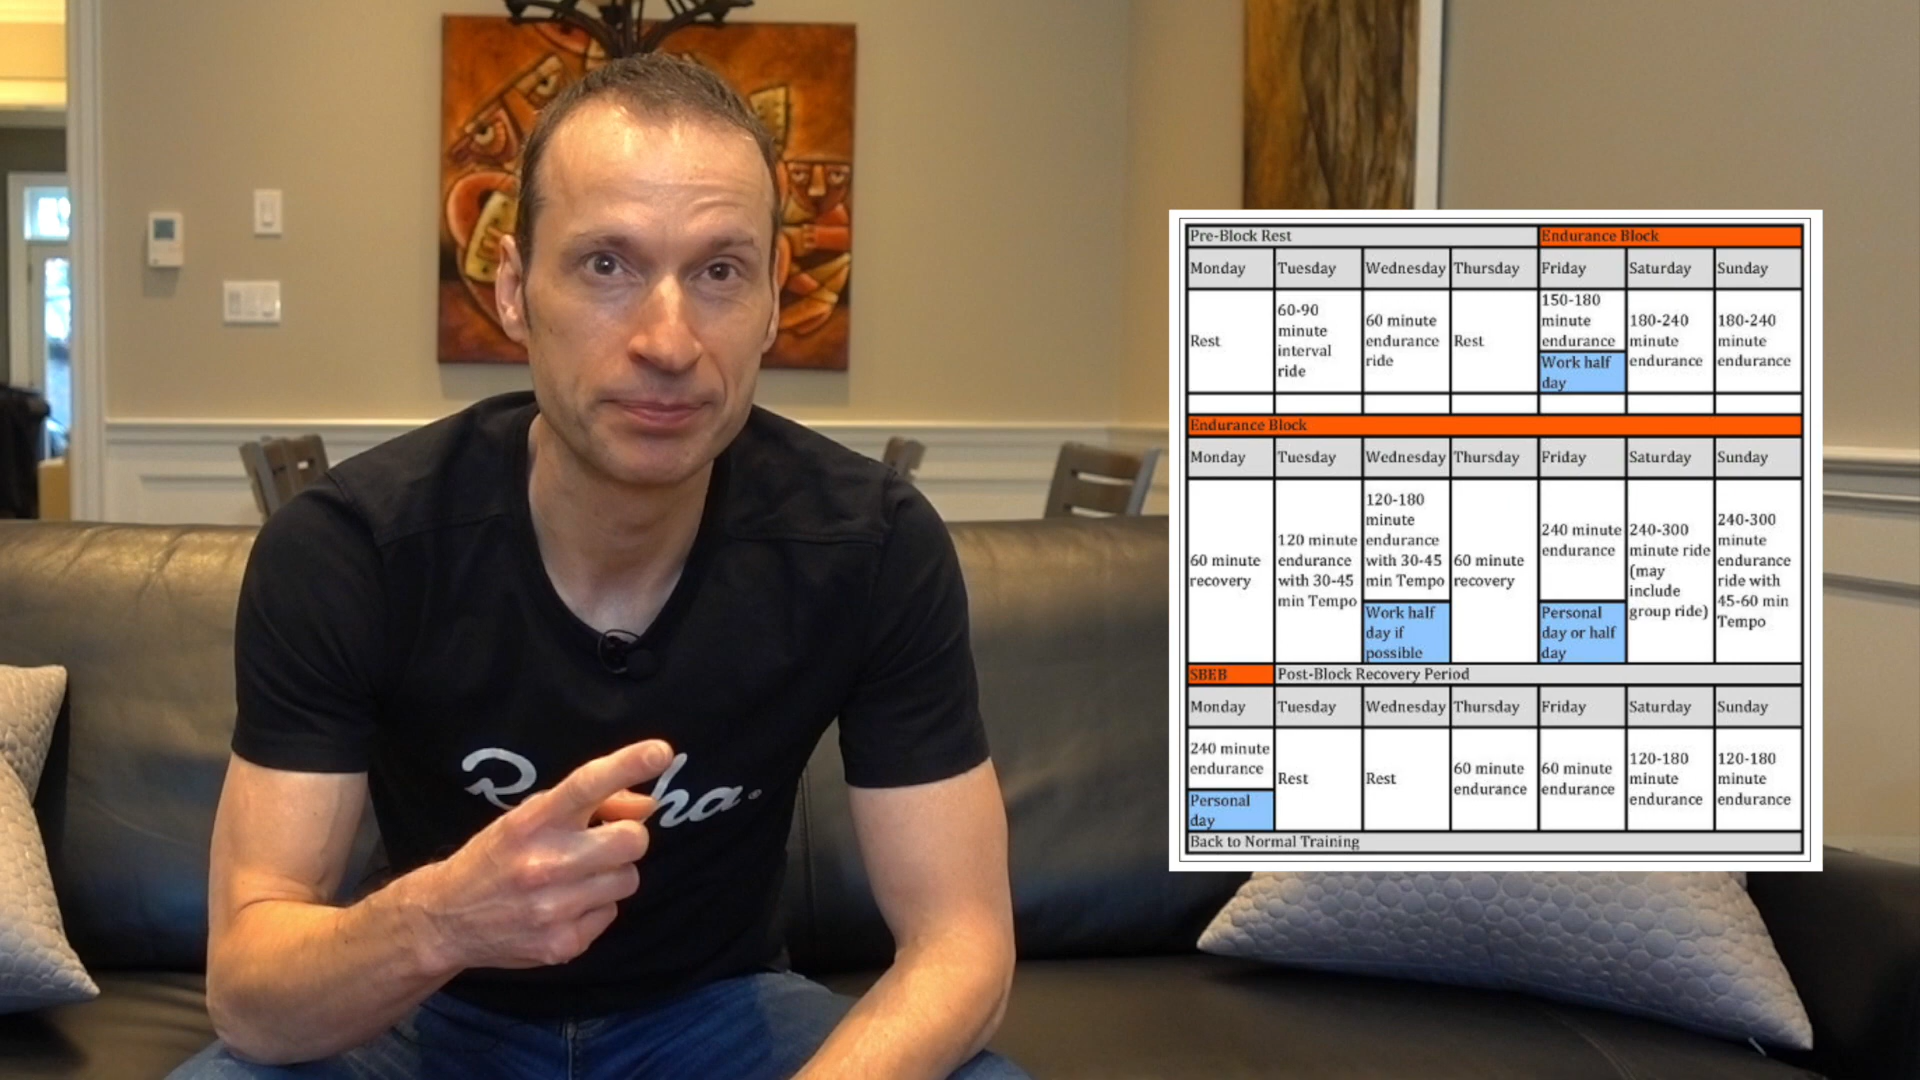 Pre-Block Rest
Endurance Block
Monday
Tuesday
Wednesday
Thursday
Friday
Saturday
Sunday
Rest
60-90
minute
interval
ride
60 minute
endurance
ride
Rest
150-180
minute
endurance
Work half
day
180-240
minute
endurance
180-240
minute
endurance
Endurance Block
Monday
Tuesday
Wednesday
Thursday
Friday
Saturday
Sunday
60 minute
recovery
120 minute
endurance
with 30-45
min Tempo
120-180
minute
endurance
with 30-45
min Tempo
Work half
day if
possible
60 minute
recovery
240 minute
endurance
Personal
day or half
day
240-300
minute ride
(may
include
group ride)
240-300
minute
endurance
ride with
45-60 min
Tempo
SBEB
Post-Block Recovery Period
Monday
Tuesday
Wednesday
Thursday
Friday
Saturday
Sunday
240 minute
endurance
Personal
day
Rest
Rest
60 minute
endurance
60 minute
endurance
120-180
minute
endurance
120-180
minute
endurance
Back to Normal Training